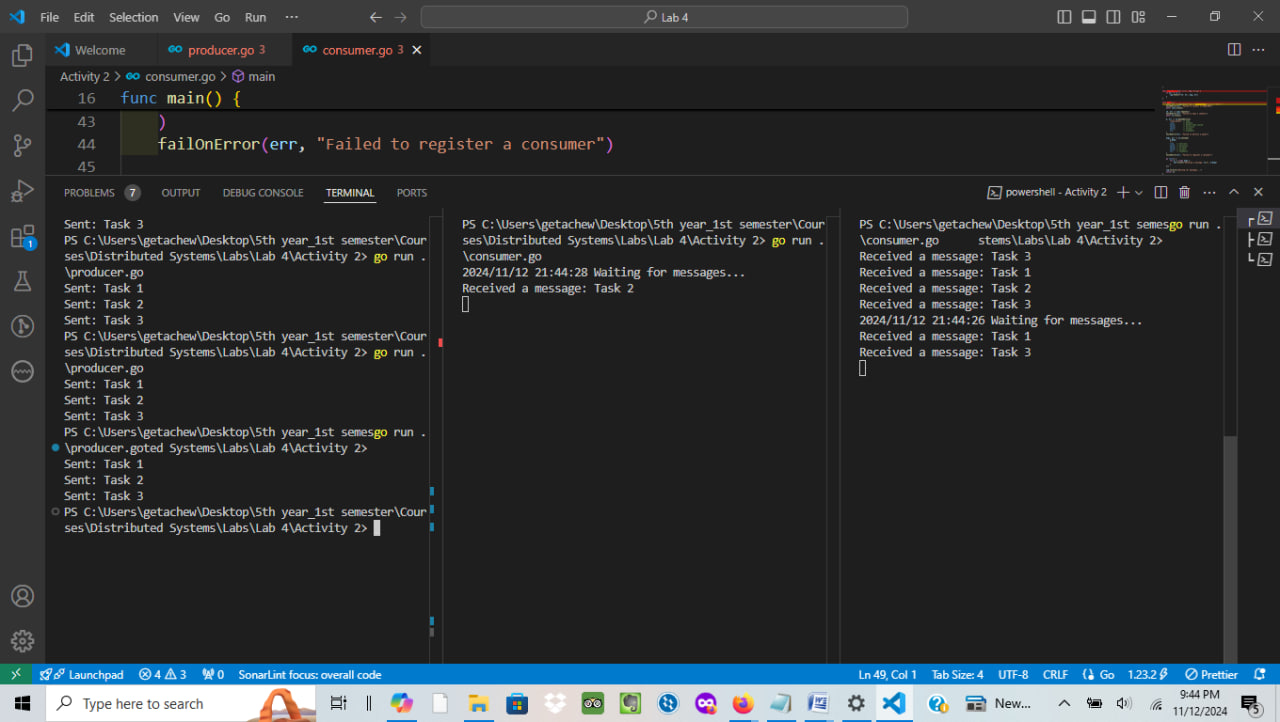 File Edit Selection View Go Run ···
Lab 4
Welcome
producer.go 3
consumer.go 3
Activity 2 > consumer.go > main
16 func main() {
43 )
44 failOnError(err, "Failed to register a consumer")
45
PROBLEMS 7 OUTPUT DEBUG CONSOLE TERMINAL PORTS
powershell - Activity 2
Sent: Task 3
PS C:\Users\getachew\Desktop\5th year_1st semester\Cour
ses\Distributed Systems\Labs\Lab 4\Activity 2> go run .
\producer.go
Sent: Task 1
Sent: Task 2
Sent: Task 3
PS C:\Users\getachew\Desktop\5th year_1st semester\Cour
ses\Distributed Systems\Labs\Lab 4\Activity 2> go run .
\producer.go
Sent: Task 1
Sent: Task 2
Sent: Task 3
PS C:\Users\getachew\Desktop\5th year_1st semesgo run .
\producer.goted Systems\Labs\Lab 4\Activity 2>
Sent: Task 1
Sent: Task 2
Sent: Task 3
PS C:\Users\getachew\Desktop\5th year_1st semester\Cour
ses\Distributed Systems\Labs\Lab 4\Activity 2>
PS C:\Users\getachew\Desktop\5th year_1st semester\Cour
ses\Distributed Systems\Labs\Lab 4\Activity 2> go run .
\consumer.go
2024/11/12 21:44:28 Waiting for messages...
Received a message: Task 2
PS C:\Users\getachew\Desktop\5th year_1st semesgo run .
\consumer.go stems\Labs\Lab 4\Activity 2>
Received a message: Task 3
Received a message: Task 1
Received a message: Task 2
Received a message: Task 3
2024/11/12 21:44:26 Waiting for messages...
Received a message: Task 1
Received a message: Task 3
1
Launchpad 4 3 0 SonarLint focus: overall code
Ln 49, Col 1 Tab Size: 4 UTF-8 CRLF Go 1.23.2 Prettier
Type here to search
New...
9:44 PM
11/12/2024
5